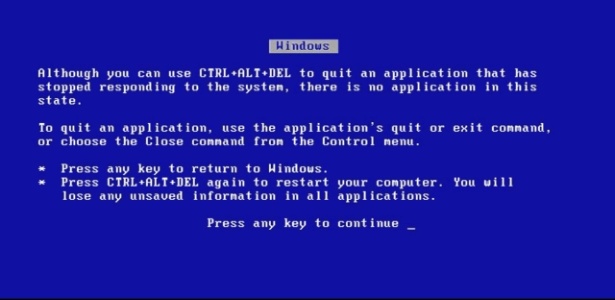 Windows
Although you can use CTRL+ALT+DEL to quit an application that has
stopped responding to the system, there is no application in this
state.
To quit an application, use the application's quit or exit command,
or choose the Close command from the Control menu.
* Press any key to return to Windows.
* Press CTRL+ALT+DEL again to restart your computer. You will
lose any unsaved information in all applications.
Press any key to continue _